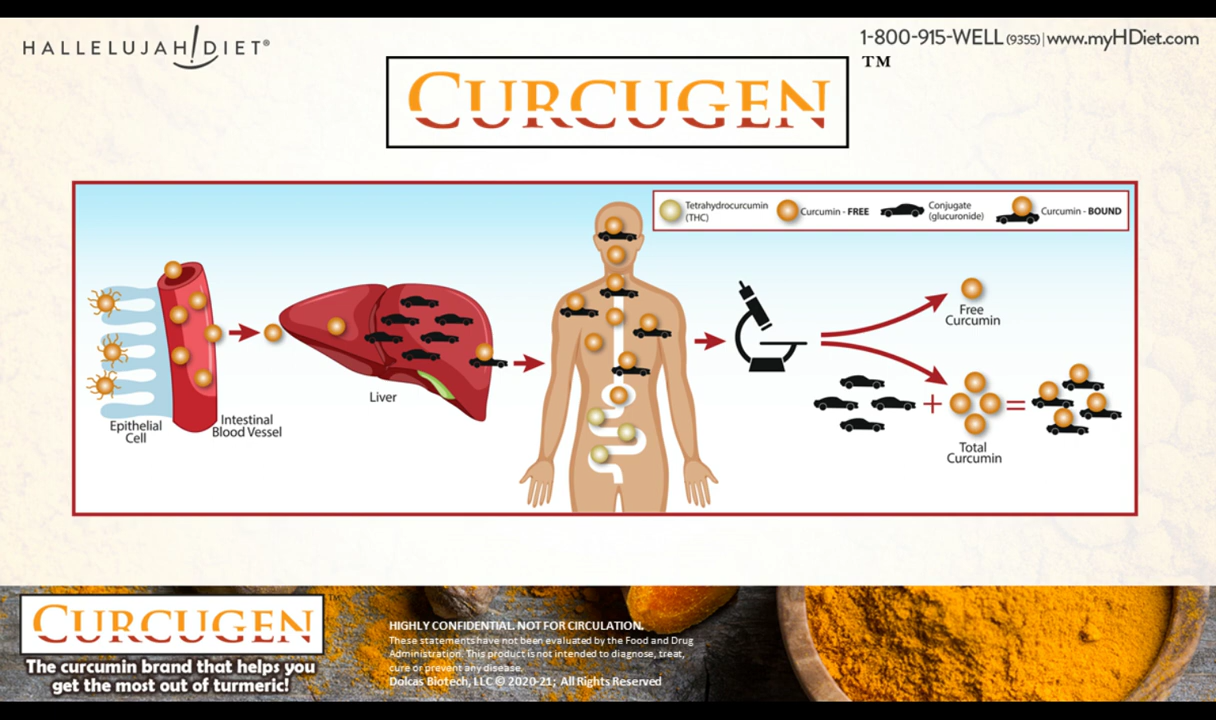 HALLELUJAH!DIET®
1-800-915-WELL (9355) | www.myHDiet.com
CURCUGEN
TM
Tetrahydrocurcumin
(THC)
Curcumin - FREE
Conjugate
(glucuronide)
Curcumin - BOUND
Epithelial
Cell
Intestinal
Blood Vessel
Liver
Free
Curcumin
+
=
Total
Curcumin
CURCUGEN
TM
The curcumin brand that helps you
get the most out of turmeric!
HIGHLY CONFIDENTIAL. NOT FOR CIRCULATION.
These statements have not been evaluated by the Food and Drug
Administration. This product is not intended to diagnose, treat,
cure or prevent any disease.
Dolcas Biotech, LLC © 2020-21; All Rights Reserved